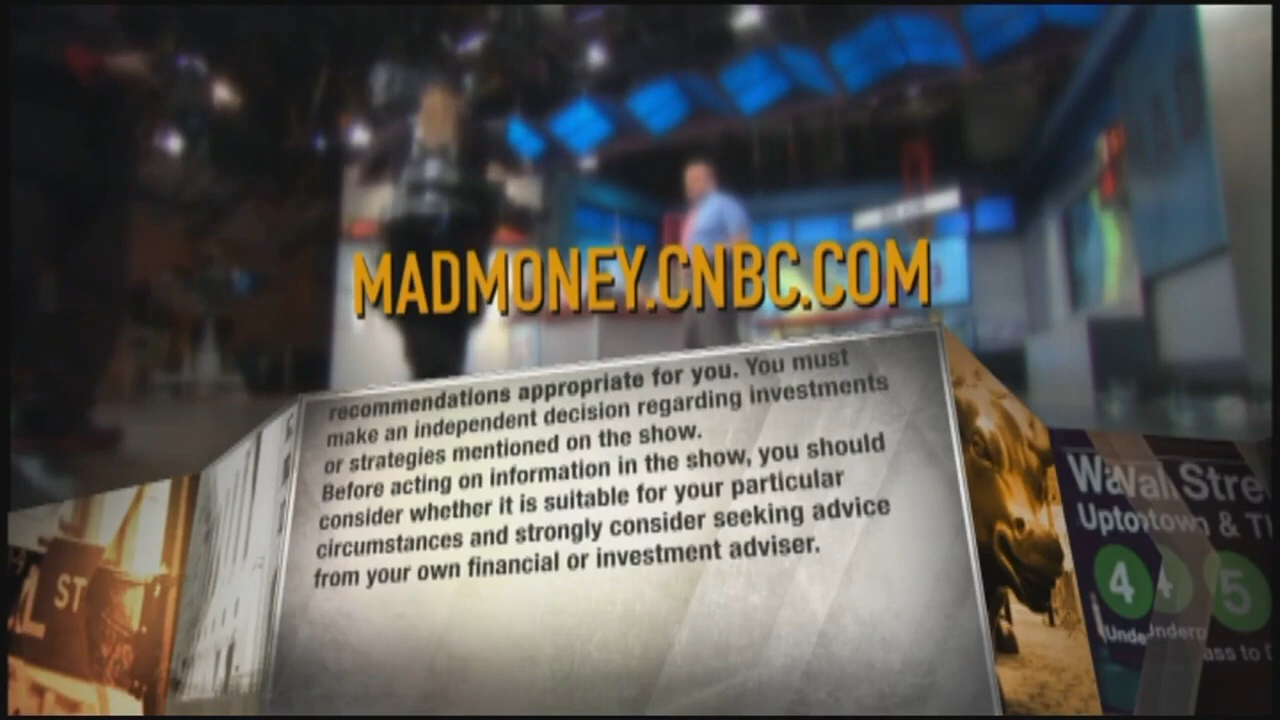 MADMONEY.CNBC.COM
recommendations appropriate for you. You must
make an independent decision regarding investments
or strategies mentioned on the show.
Before acting on information in the show, you should
consider whether it is suitable for your particular
circumstances and strongly consider seeking advice
from your own financial or investment adviser.
ST
Wall Stre
Uptown & T
4 4 5